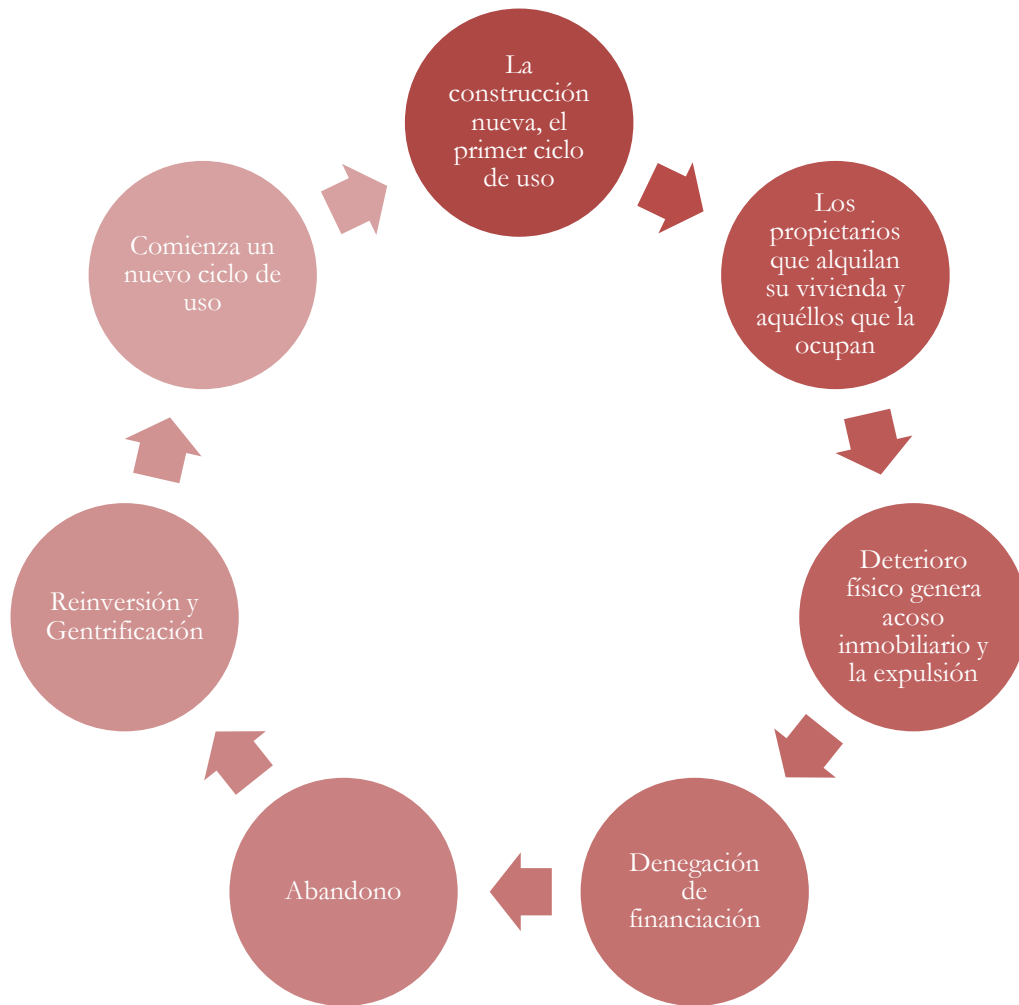 La
construcción
nueva, el
primer ciclo
de uso
Los
propietarios
que alquilan
su vivienda y
aquéllos que la
ocupan
Deterioro
físico genera
acoso
inmobiliario y
la expulsión
Denegación
de
financiación
Abandono
Reinversión y
Gentrificación
Comienza un
nuevo ciclo de
uso